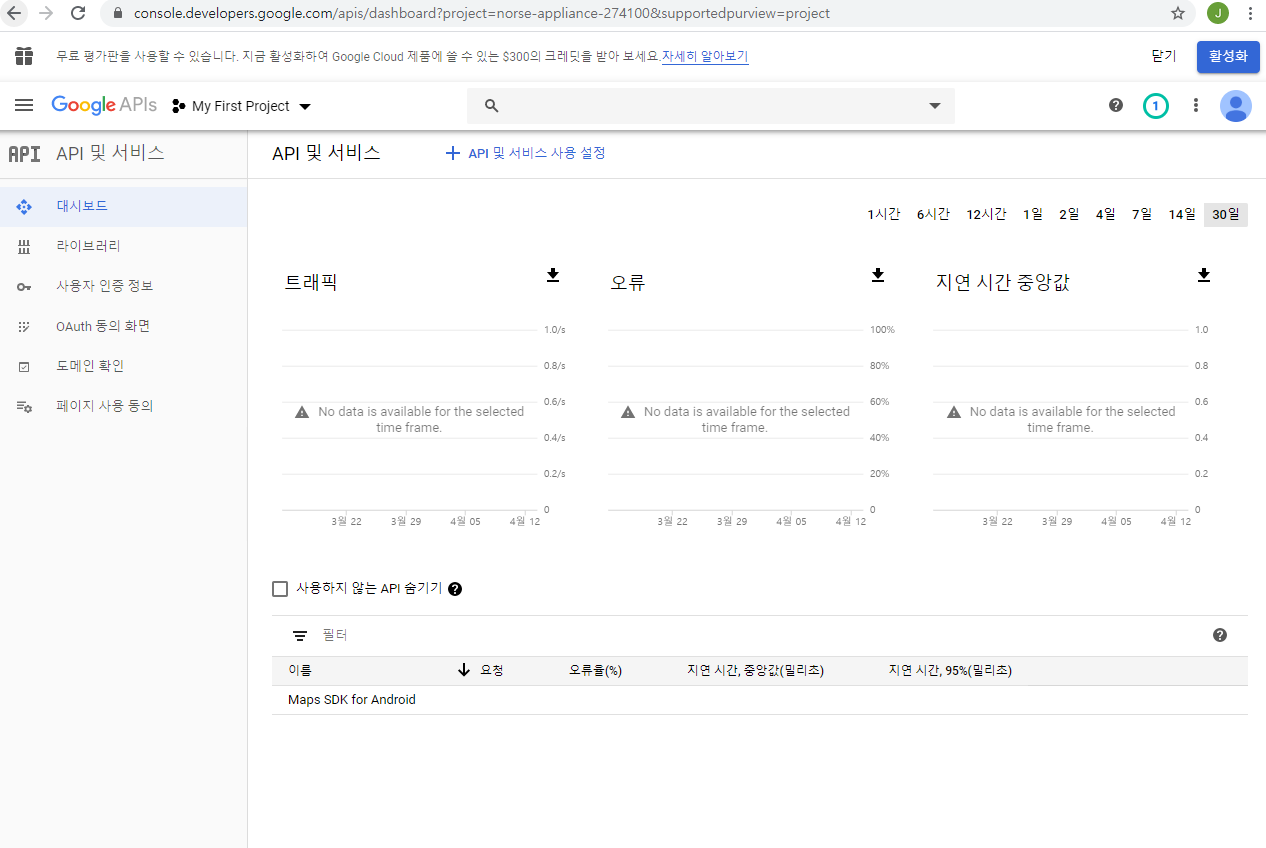 console.developers.google.com/apis/dashboard?project=norse-appliance-274100&supportedpurview=project
J
무료 평가판을 사용할 수 있습니다. 지금 활성화하여 Google Cloud 제품에 쓸 수 있는 $300의 크레딧을 받아 보세요.자세히 알아보기
닫기
활성화
Google APIs
My First Project
1
API API 및 서비스
API 및 서비스
API 및 서비스 사용 설정
대시보드
라이브러리
사용자 인증 정보
OAuth 동의 화면
도메인 확인
페이지 사용 동의
1시간 6시간 12시간 1일 2일 4일 7일 14일 30일
트래픽
1.0/s
0.8/s
0.6/s
No data is available for the selected
time frame.
0.4/s
0.2/s
0
3월 22 3월 29 4월 05 4월 12
오류
100%
80%
60%
No data is available for the selected
time frame.
40%
20%
0
3월 22 3월 29 4월 05 4월 12
지연 시간 중앙값
1.0
0.8
0.6
No data is available for the selected
time frame.
0.4
0.2
0
3월 22 3월 29 4월 05 4월 12
사용하지 않는 API 숨기기
필터
이름 요청 오류율(%) 지연 시간, 중앙값(밀리초) 지연 시간, 95%(밀리초)
Maps SDK for Android